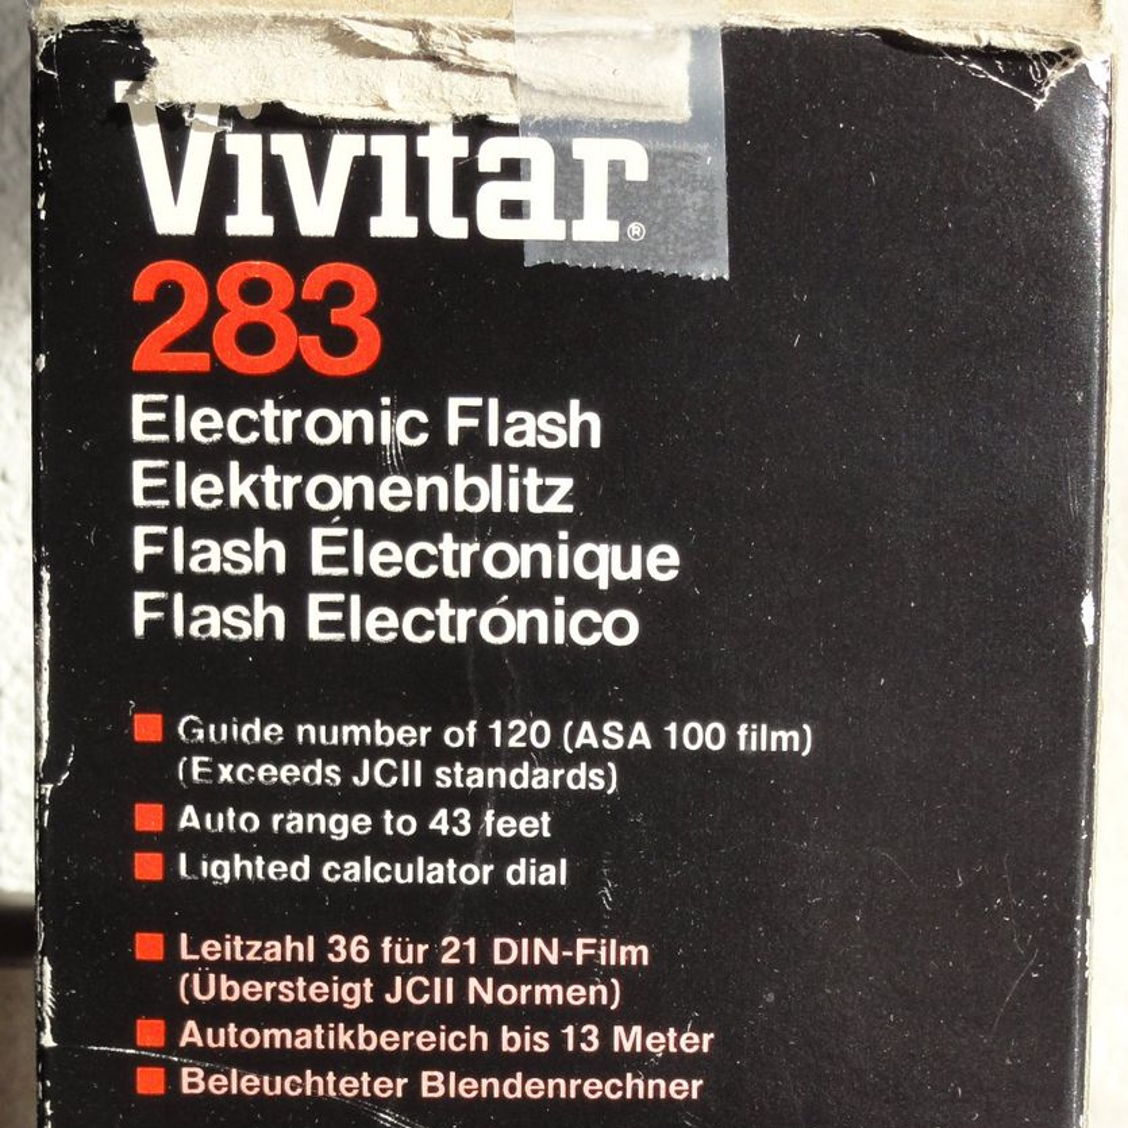 Vivitar®
283
Electronic Flash
Elektronenblitz
Flash Électronique
Flash Electrónico
■ Guide number of 120 (ASA 100 film)
(Exceeds JCII standards)
■ Auto range to 43 feet
■ Lighted calculator dial
■ Leitzahl 36 für 21 DIN-Film
(Übersteigt JCII Normen)
■ Automatikbereich bis 13 Meter
■ Beleuchteter Blendenrechner